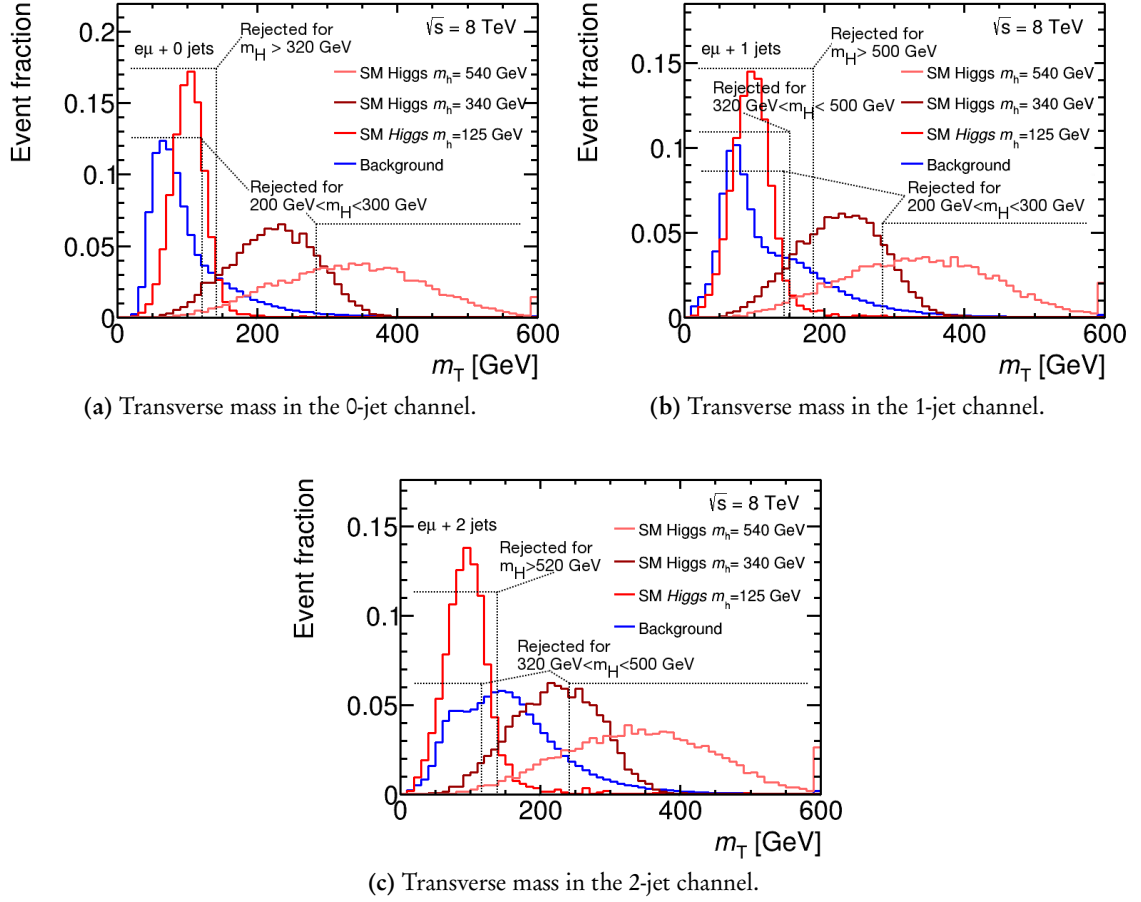 Event fraction
√s = 8 TeV
eμ + 0 jets
Rejected for
m_H > 320 GeV
SM Higgs m_h= 540 GeV
SM Higgs m_h= 340 GeV
SM Higgs m_h=125 GeV
Background
Rejected for
200 GeV<m_H<300 GeV
0.2
0.15
0.1
0.05
0
0 200 400 600
m_T [GeV]
(a) Transverse mass in the 0-jet channel.
Event fraction
√s = 8 TeV
eμ + 1 jets
Rejected for
m_H> 500 GeV
Rejected for
320 GeV<m_H< 500 GeV
SM Higgs m_h= 540 GeV
SM Higgs m_h= 340 GeV
SM Higgs m_h=125 GeV
Background
Rejected for
200 GeV<m_H<300 GeV
0.15
0.1
0.05
0
0 200 400 600
m_T [GeV]
(b) Transverse mass in the 1-jet channel.
Event fraction
√s = 8 TeV
eμ + 2 jets
Rejected for
m_H>520 GeV
SM Higgs m_h= 540 GeV
SM Higgs m_h= 340 GeV
SM Higgs m_h=125 GeV
Background
Rejected for
320 GeV<m_H<500 GeV
0.15
0.1
0.05
0
0 200 400 600
m_T [GeV]
(c) Transverse mass in the 2-jet channel.